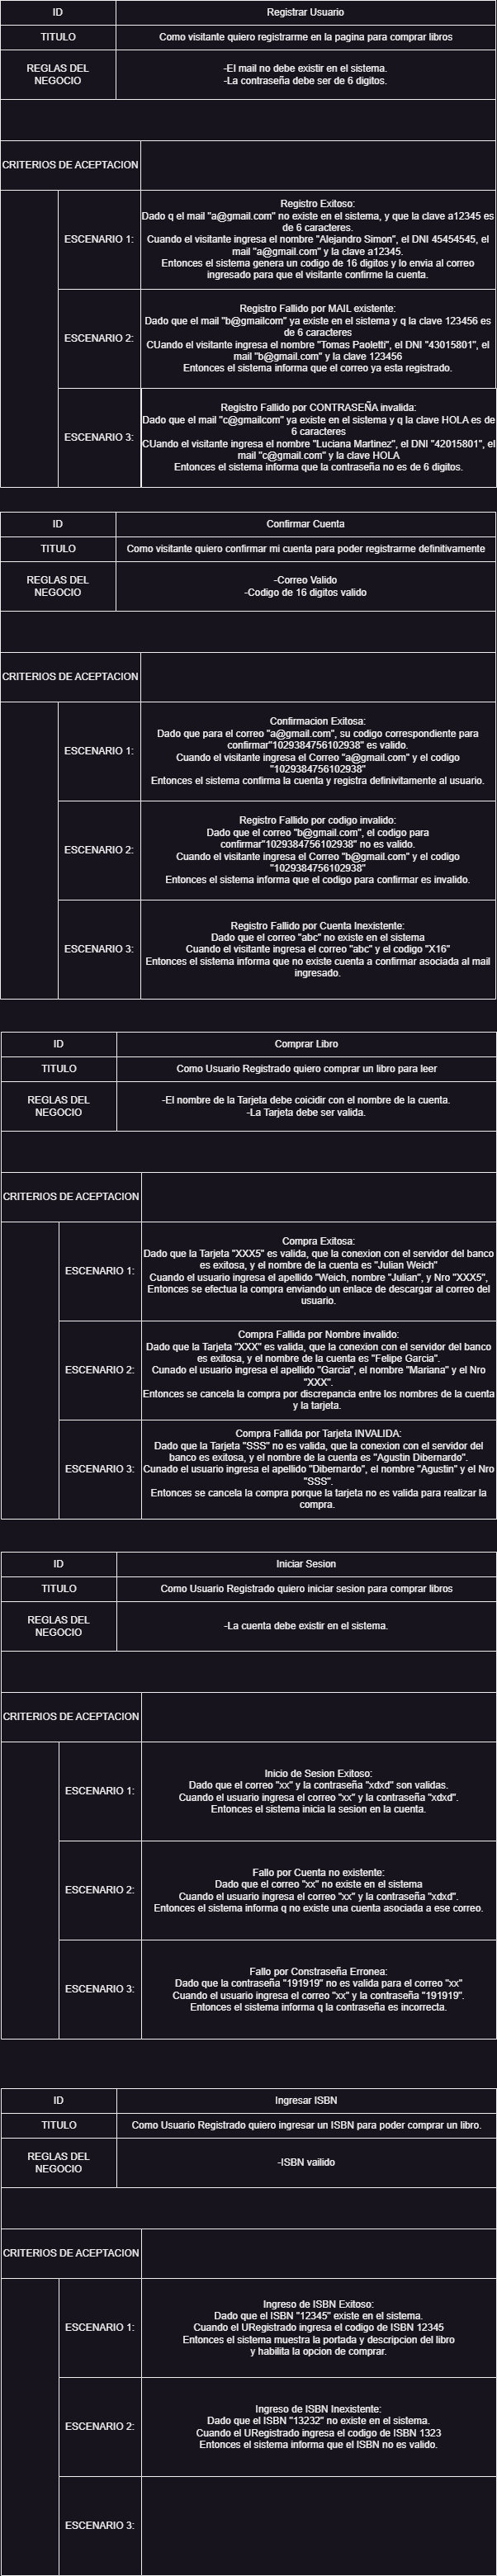 ID
Registrar Usuario
TITULO
Como visitante quiero registrarme en la pagina para comprar libros
REGLAS DEL
NEGOCIO
-El mail no debe existir en el sistema.
-La contraseña debe ser de 6 digitos.
CRITERIOS DE ACEPTACION
ESCENARIO 1:
Registro Exitoso:
Dado q el mail "a@gmail.com" no existe en el sistema, y que la clave a12345 es
de 6 caracteres.
Cuando el visitante ingresa el nombre "Alejandro Simon", el DNI 45454545, el
mail "a@gmail.com" y la clave a12345.
Entonces el sistema genera un codigo de 16 digitos y lo envia al correo
ingresado para que el visitante confirme la cuenta.
ESCENARIO 2:
Registro Fallido por MAIL existente:
Dado que el mail "b@gmailcom" ya existe en el sistema y q la clave 123456 es
de 6 caracteres
CUando el visitante ingresa el nombre "Tomas Paoletti", el DNI "43015801", el
mail "b@gmail.com" y la clave 123456
Entonces el sistema informa que el correo ya esta registrado.
ESCENARIO 3:
Registro Fallido por CONTRASEÑA invalida:
Dado que el mail "c@gmailcom" ya existe en el sistema y q la clave HOLA es de
6 caracteres
CUando el visitante ingresa el nombre "Luciana Martinez", el DNI "42015801", el
mail "c@gmail.com" y la clave HOLA
Entonces el sistema informa que la contraseña no es de 6 digitos.
ID
Confirmar Cuenta
TITULO
Como visitante quiero confirmar mi cuenta para poder registrarme definitivamente
REGLAS DEL
NEGOCIO
-Correo Valido
-Codigo de 16 digitos valido
CRITERIOS DE ACEPTACION
ESCENARIO 1:
Confirmacion Exitosa:
Dado que para el correo "a@gmail.com", su codigo correspondiente para
confirmar"1029384756102938" es valido.
Cuando el visitante ingresa el Correo "a@gmail.com" y el codigo
"1029384756102938"
Entonces el sistema confirma la cuenta y registra definivitamente al usuario.
ESCENARIO 2:
Registro Fallido por codigo invalido:
Dado que el correo "b@gmail.com", el codigo para
confirmar"1029384756102938" no es valido.
Cuando el visitante ingresa el Correo "b@gmail.com" y el codigo
"1029384756102938"
Entonces el sistema informa que el codigo para confirmar es invalido.
ESCENARIO 3:
Registro Fallido por Cuenta Inexistente:
Dado que el correo "abc" no existe en el sistema
Cuando el visitante ingresa el correo "abc" y el codigo "X16"
Entonces el sistema informa que no existe cuenta a confirmar asociada al mail
ingresado.
ID
Comprar Libro
TITULO
Como Usuario Registrado quiero comprar un libro para leer
REGLAS DEL
NEGOCIO
-El nombre de la Tarjeta debe coicidir con el nombre de la cuenta.
-La Tarjeta debe ser valida.
CRITERIOS DE ACEPTACION
ESCENARIO 1:
Compra Exitosa:
Dado que la Tarjeta "XXX5" es valida, que la conexion con el servidor del banco
es exitosa, y el nombre de la cuenta es "Julian Weich"
Cuando el usuario ingresa el apellido "Weich, nombre "Julian", y Nro "XXX5",
Entonces se efectua la compra enviando un enlace de descargar al correo del
usuario.
ESCENARIO 2:
Compra Fallida por Nombre invalido:
Dado que la Tarjeta "XXX" es valida, que la conexion con el servidor del banco
es exitosa, y el nombre de la cuenta es "Felipe Garcia".
Cunado el usuario ingresa el apellido "Garcia", el nombre "Mariana" y el Nro
"XXX".
Entonces se cancela la compra por discrepancia entre los nombres de la cuenta
y la tarjeta.
ESCENARIO 3:
Compra Fallida por Tarjeta INVALIDA:
Dado que la Tarjeta "SSS" no es valida, que la conexion con el servidor del
banco es exitosa, y el nombre de la cuenta es "Agustin Dibernardo".
Cunado el usuario ingresa el apellido "Dibernardo", el nombre "Agustin" y el Nro
"SSS".
Entonces se cancela la compra porque la tarjeta no es valida para realizar la
compra.
ID
Iniciar Sesion
TITULO
Como Usuario Registrado quiero iniciar sesion para comprar libros
REGLAS DEL
NEGOCIO
-La cuenta debe existir en el sistema.
CRITERIOS DE ACEPTACION
ESCENARIO 1:
Inicio de Sesion Exitoso:
Dado que el correo "xx" y la contraseña "xdxd" son validas.
Cuando el usuario ingresa el correo "xx" y la contraseña "xdxd".
Entonces el sistema inicia la sesion en la cuenta.
ESCENARIO 2:
Fallo por Cuenta no existente:
Dado que el correo "xx" no existe en el sistema
Cuando el usuario ingresa el correo "xx" y la contraseña "xdxd".
Entonces el sistema informa q no existe una cuenta asociada a ese correo.
ESCENARIO 3:
Fallo por Constraseña Erronea:
Dado que la contraseña "191919" no es valida para el correo "xx"
Cuando el usuario ingresa el correo "xx" y la contraseña "191919".
Entonces el sistema informa q la contraseña es incorrecta.
ID
Ingresar ISBN
TITULO
Como Usuario Registrado quiero ingresar un ISBN para poder comprar un libro.
REGLAS DEL
NEGOCIO
-ISBN vailido
CRITERIOS DE ACEPTACION
ESCENARIO 1:
Ingreso de ISBN Exitoso:
Dado que el ISBN "12345" existe en el sistema.
Cuando el URegistrado ingresa el codigo de ISBN 12345
Entonces el sistema muestra la portada y descripcion del libro
y habilita la opcion de comprar.
ESCENARIO 2:
Ingreso de ISBN Inexistente:
Dado que el ISBN "13232" no existe en el sistema.
Cuando el URegistrado ingresa el codigo de ISBN 1323
Entonces el sistema informa que el ISBN no es valido.
ESCENARIO 3: